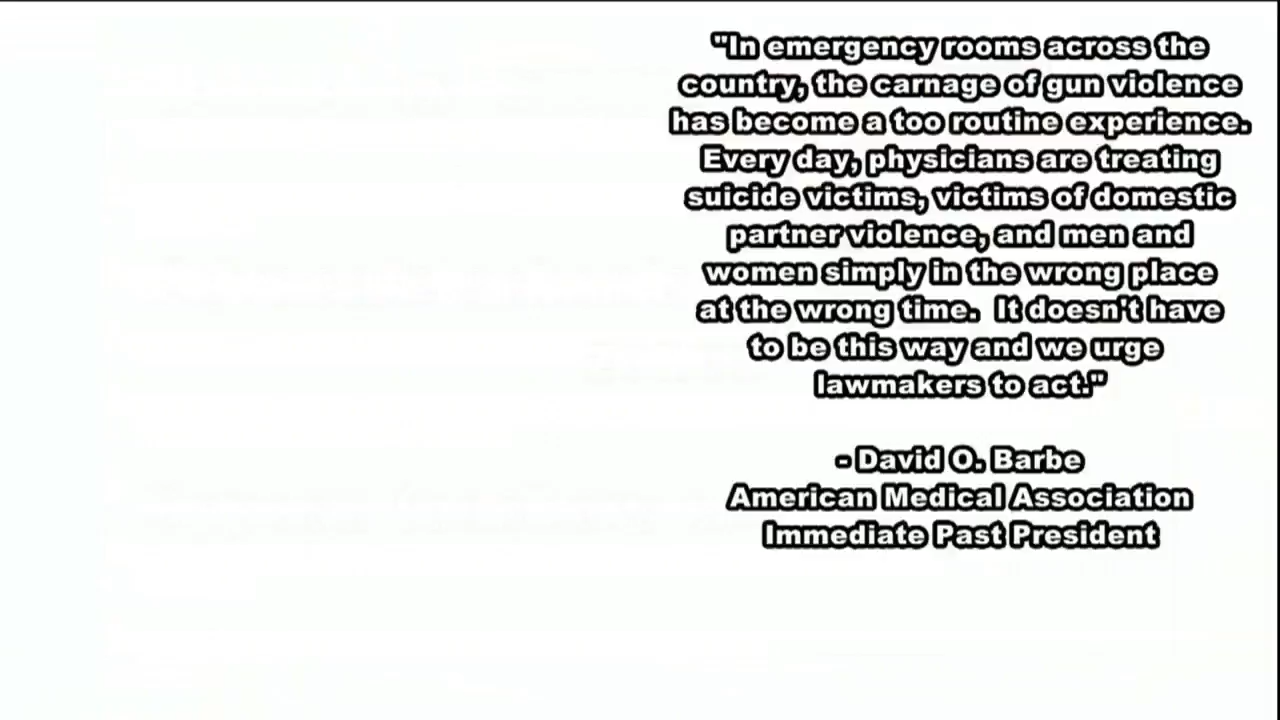 "In emergency rooms across the
country, the carnage of gun violence
has become a too routine experience.
Every day, physicians are treating
suicide victims, victims of domestic
partner violence, and men and
women simply in the wrong place
at the wrong time.  It doesn't have
to be this way and we urge
lawmakers to act."
- David O. Barbe
American Medical Association
Immediate Past President